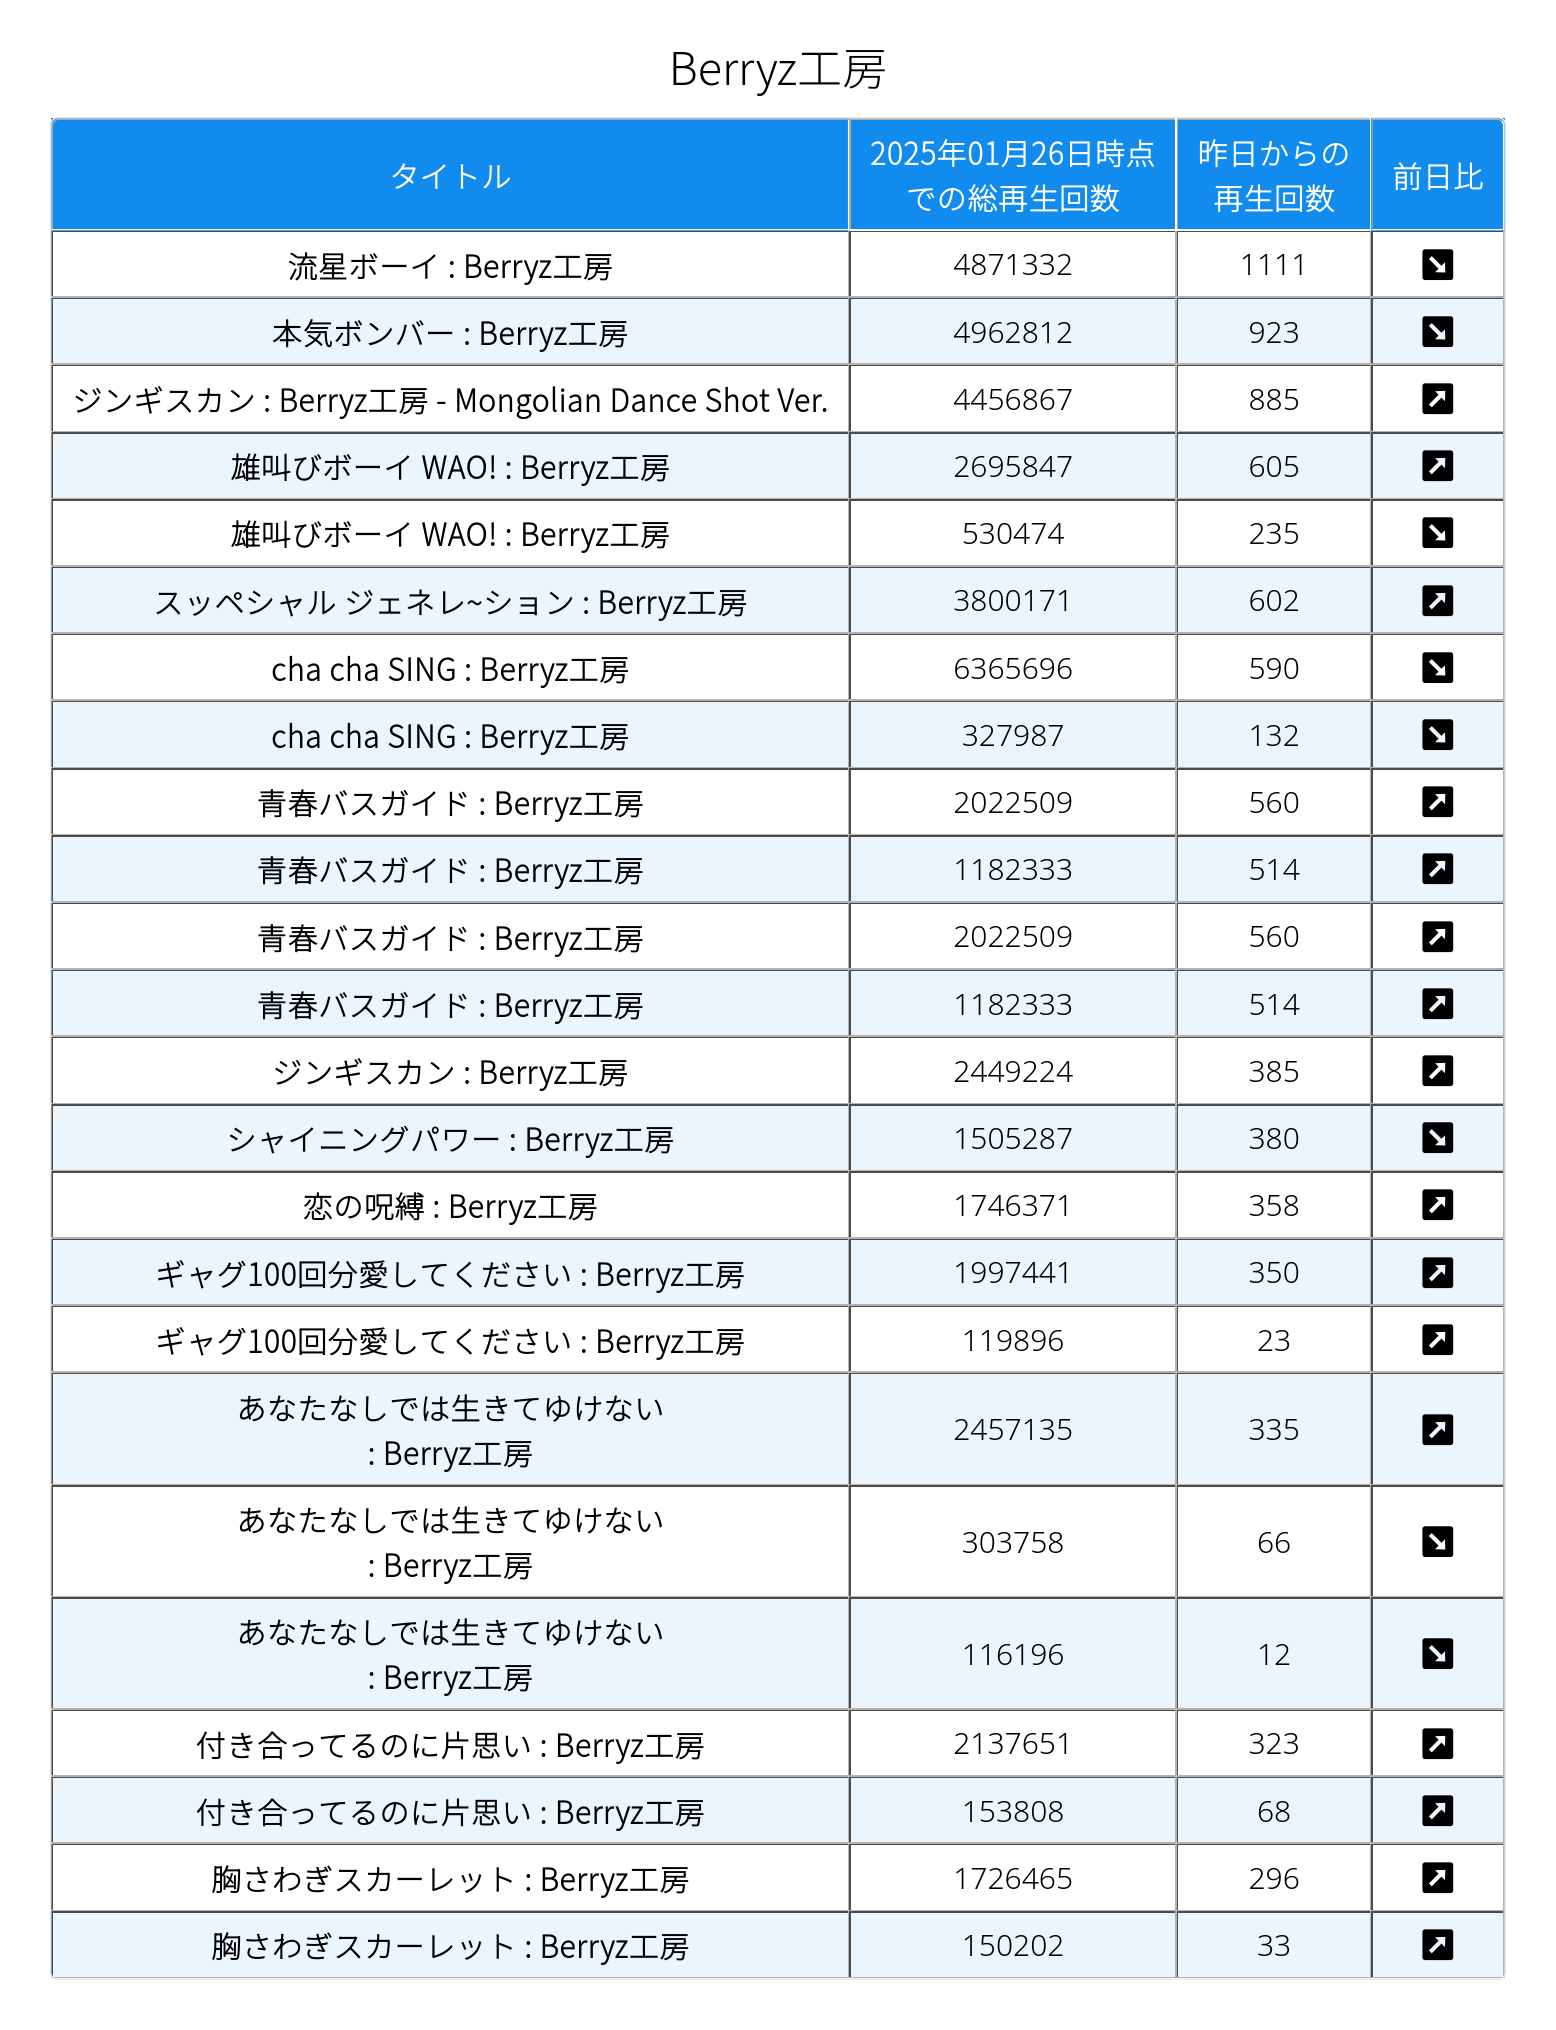 Berryz工房
タイトル 2025年01月26日時点 昨日からの 前日比
での総再生回数 再生回数
流星ボーイ : Berryz工房 4871332 1111
本気ボンバー : Berryz工房 4962812 923
ジンギスカン : Berryz工房 - Mongolian Dance Shot Ver. 4456867 885
雄叫びボーイ WAO! : Berryz工房 2695847 605
雄叫びボーイ WAO! : Berryz工房 530474 235
スッペシャル ジェネレ~ション : Berryz工房 3800171 602
cha cha SING : Berryz工房 6365696 590
cha cha SING : Berryz工房 327987 132
青春バスガイド : Berryz工房 2022509 560
青春バスガイド : Berryz工房 1182333 514
青春バスガイド : Berryz工房 2022509 560
青春バスガイド : Berryz工房 1182333 514
ジンギスカン : Berryz工房 2449224 385
シャイニングパワー : Berryz工房 1505287 380
恋の呪縛 : Berryz工房 1746371 358
ギャグ100回分愛してください : Berryz工房 1997441 350
ギャグ100回分愛してください : Berryz工房 119896 23
あなたなしでは生きてゆけない
: Berryz工房 2457135 335
あなたなしでは生きてゆけない
: Berryz工房 303758 66
あなたなしでは生きてゆけない
: Berryz工房 116196 12
付き合ってるのに片思い : Berryz工房 2137651 323
付き合ってるのに片思い : Berryz工房 153808 68
胸さわぎスカーレット : Berryz工房 1726465 296
胸さわぎスカーレット : Berryz工房 150202 33